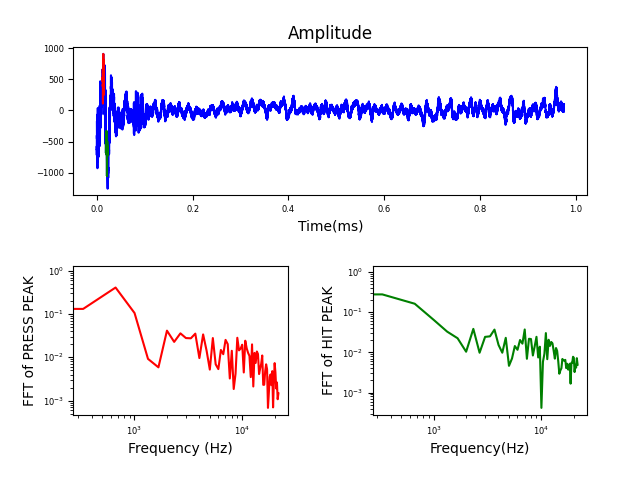 Amplitude
1000
500
0
−500
−1000
0.0 0.2 0.4 0.6 0.8 1.0
Time(ms)
FFT of PRESS PEAK
10⁰
10⁻¹
10⁻²
10⁻³
10³ 10⁴
Frequency (Hz)
FFT of HIT PEAK
10⁰
10⁻¹
10⁻²
10⁻³
10³ 10⁴
Frequency(Hz)